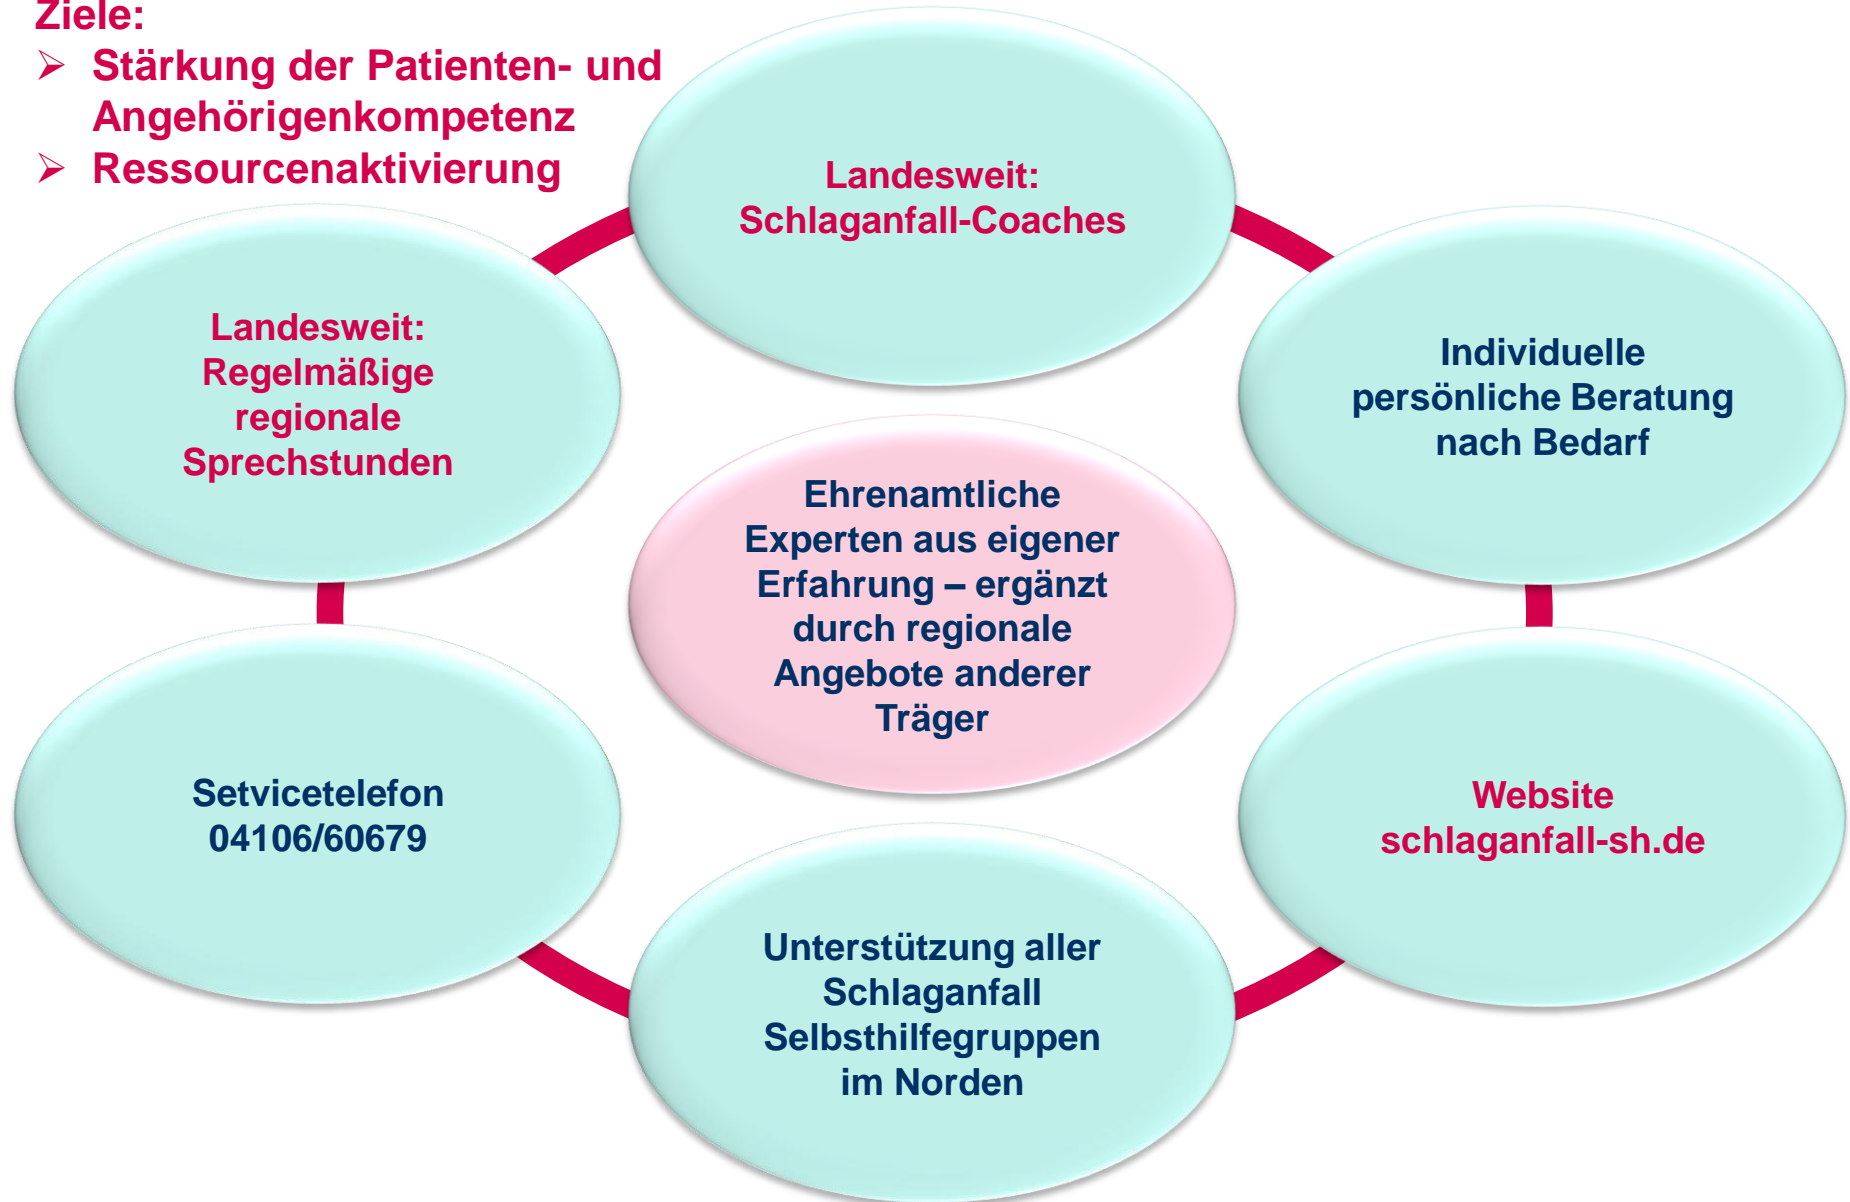 Ziele:
➢ Stärkung der Patienten- und
Angehörigenkompetenz
➢ Ressourcenaktivierung
Landesweit:
Schlaganfall-Coaches
Landesweit:
Regelmäßige
regionale
Sprechstunden
Individuelle
persönliche Beratung
nach Bedarf
Ehrenamtliche
Experten aus eigener
Erfahrung – ergänzt
durch regionale
Angebote anderer
Träger
Setvicetelefon
04106/60679
Website
schlaganfall-sh.de
Unterstützung aller
Schlaganfall
Selbsthilfegruppen
im Norden